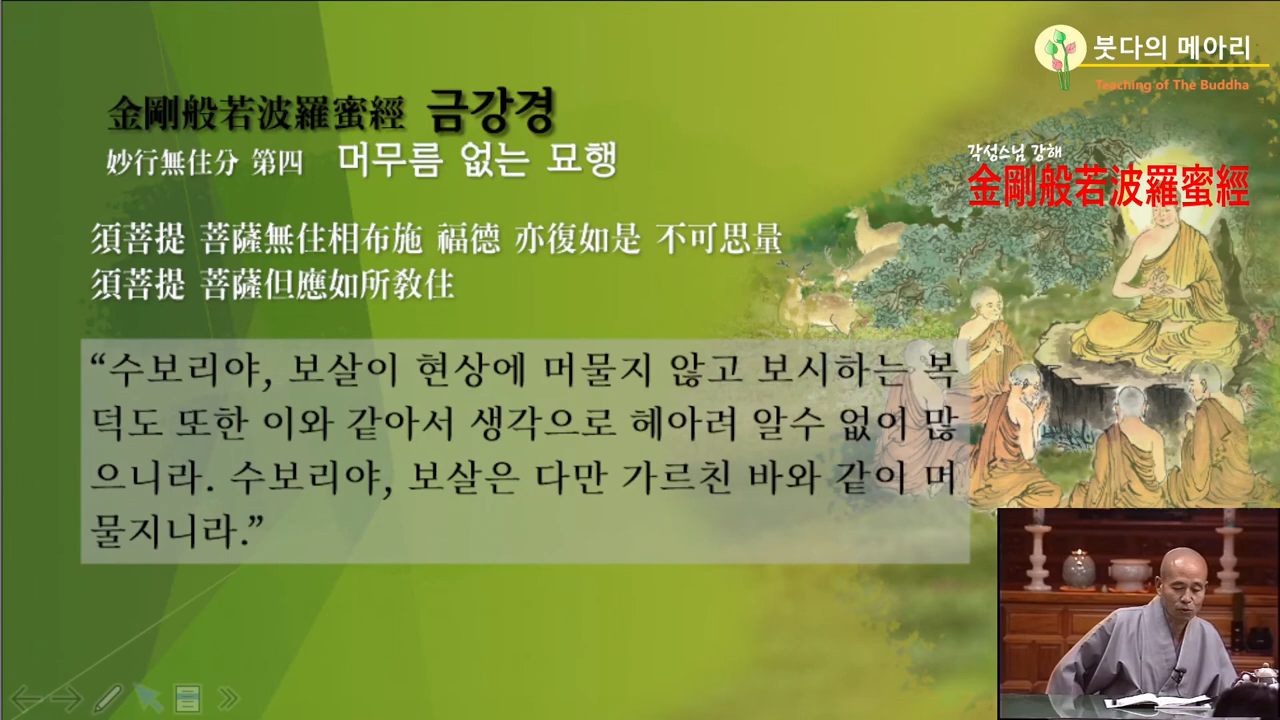 붓다의 메아리
Teaching of The Buddha
金剛般若波羅蜜經 금강경
각성스님 강해
妙行無住分 第四 머무름 없는 묘행
金剛般若波羅蜜經
須菩提 菩薩無住相布施 福德 亦復如是 不可思量
須菩提 菩薩但應如所敎住
“수보리야, 보살이 현상에 머물지 않고 보시하는 복
덕도 또한 이와 같아서 생각으로 헤아려 알수 없이 많
으니라. 수보리야, 보살은 다만 가르친 바와 같이 머
물지니라.”